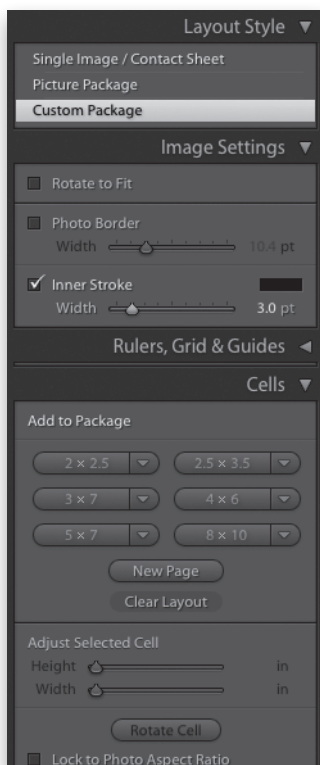 Layout Style
Single Image / Contact Sheet
Picture Package
Custom Package
Image Settings
Rotate to Fit
Photo Border
Width 10.4 pt
Inner Stroke
Width 3.0 pt
Rulers, Grid & Guides
Cells
Add to Package
2 × 2.5 2.5 × 3.5
3 × 7 4 × 6
5 × 7 8 × 10
New Page
Clear Layout
Adjust Selected Cell
Height in
Width in
Rotate Cell
Lock to Photo Aspect Ratio